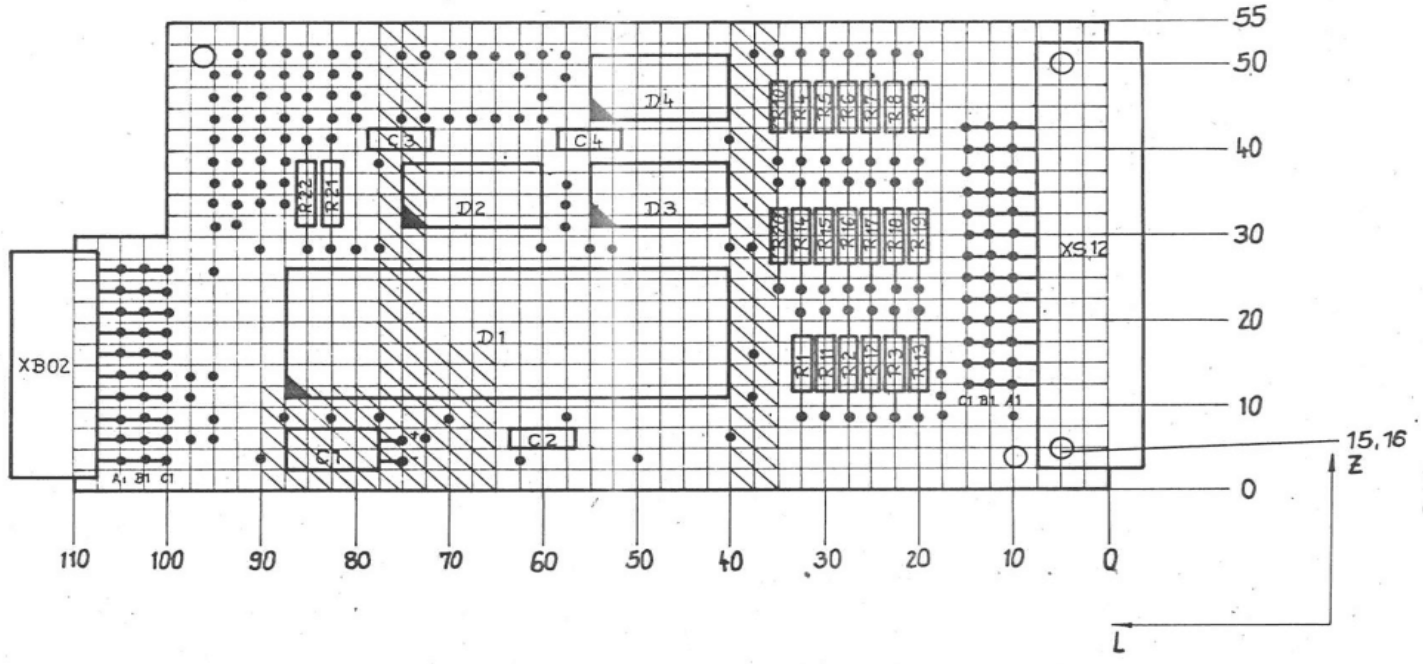 55
50
D4
R10 R4 R5 R6 R7 R8 R9
C3 C4
40
R22 R21
D2 D3
R20 R14 R15 R16 R17 R18 R19
30
XS12
20
D1
XB02
R1 R11 R2 R12 R3 R13
C1 B1 A1
10
C2
+
C1
-
15,16
Z
A1 B1 C1
0
110 100 90 80 70 60 50 40 30 20 10 0
L